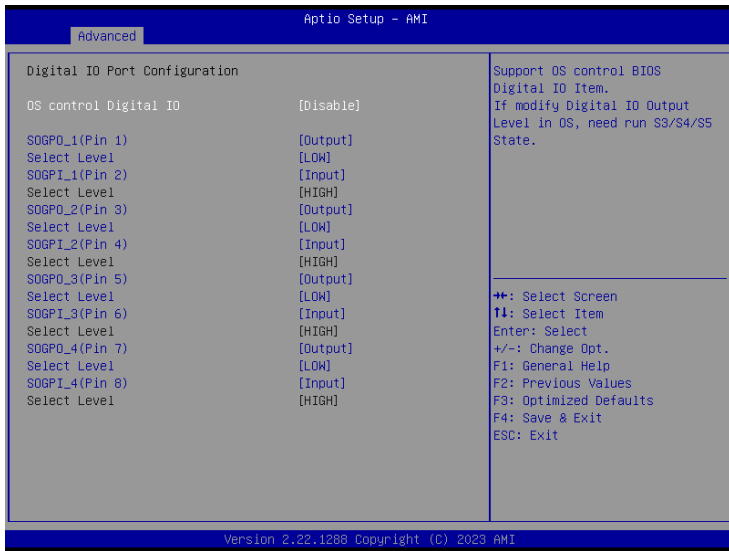 Aptio Setup – AMI
Advanced
Digital IO Port Configuration
OS control Digital IO [Disable]
SOGPO_1(Pin 1) [Output]
Select Level [LOW]
SOGPI_1(Pin 2) [Input]
Select Level [HIGH]
SOGPO_2(Pin 3) [Output]
Select Level [LOW]
SOGPI_2(Pin 4) [Input]
Select Level [HIGH]
SOGPO_3(Pin 5) [Output]
Select Level [LOW]
SOGPI_3(Pin 6) [Input]
Select Level [HIGH]
SOGPO_4(Pin 7) [Output]
Select Level [LOW]
SOGPI_4(Pin 8) [Input]
Select Level [HIGH]
Support OS control BIOS
Digital IO Item.
If modify Digital IO Output
Level in OS, need run S3/S4/S5
State.
→←: Select Screen
↑↓: Select Item
Enter: Select
+/-: Change Opt.
F1: General Help
F2: Previous Values
F3: Optimized Defaults
F4: Save & Exit
ESC: Exit
Version 2.22.1288 Copyright (C) 2023 AMI